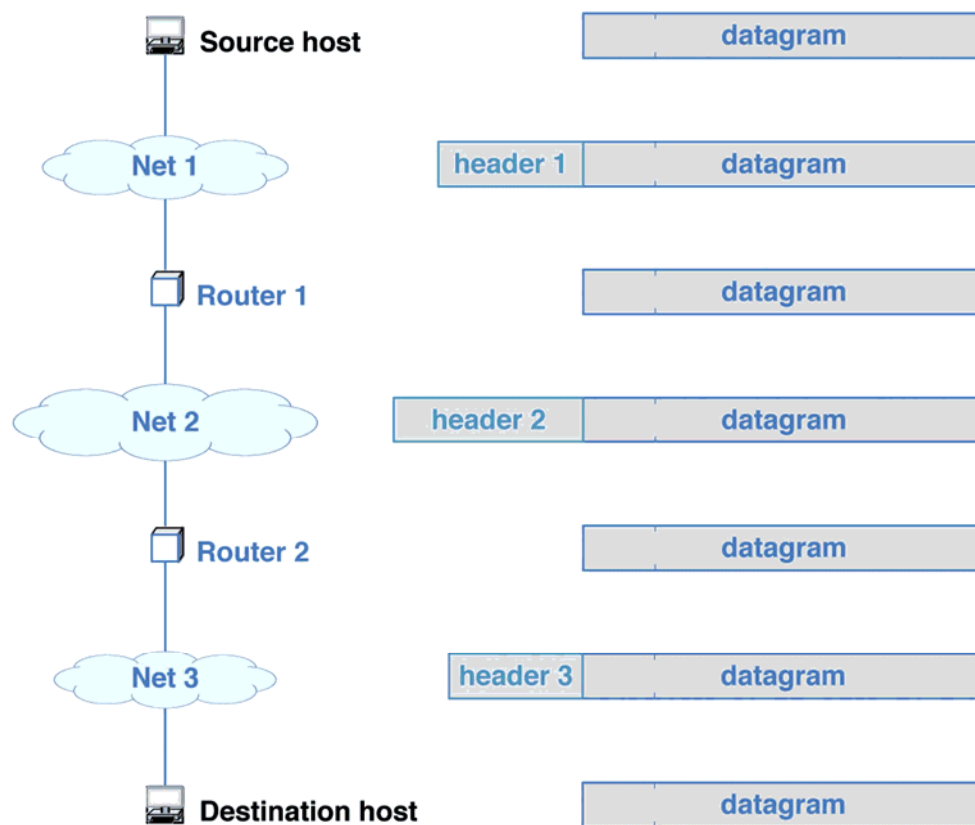 Source host datagram
Net 1 header 1 datagram
Router 1 datagram
Net 2 header 2 datagram
Router 2 datagram
Net 3 header 3 datagram
Destination host datagram